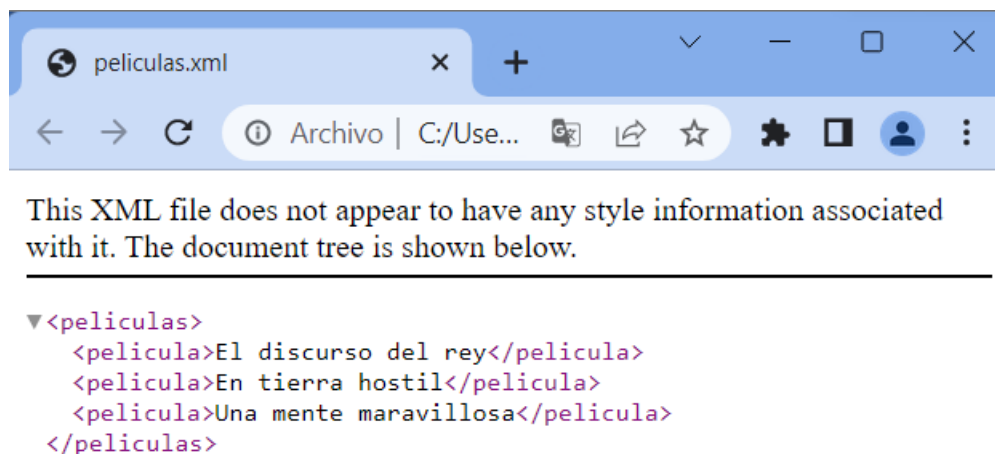 peliculas.xml
Archivo | C:/Use...
This XML file does not appear to have any style information associated
with it. The document tree is shown below.
▼<peliculas>
<pelicula>El discurso del rey</pelicula>
<pelicula>En tierra hostil</pelicula>
<pelicula>Una mente maravillosa</pelicula>
</peliculas>